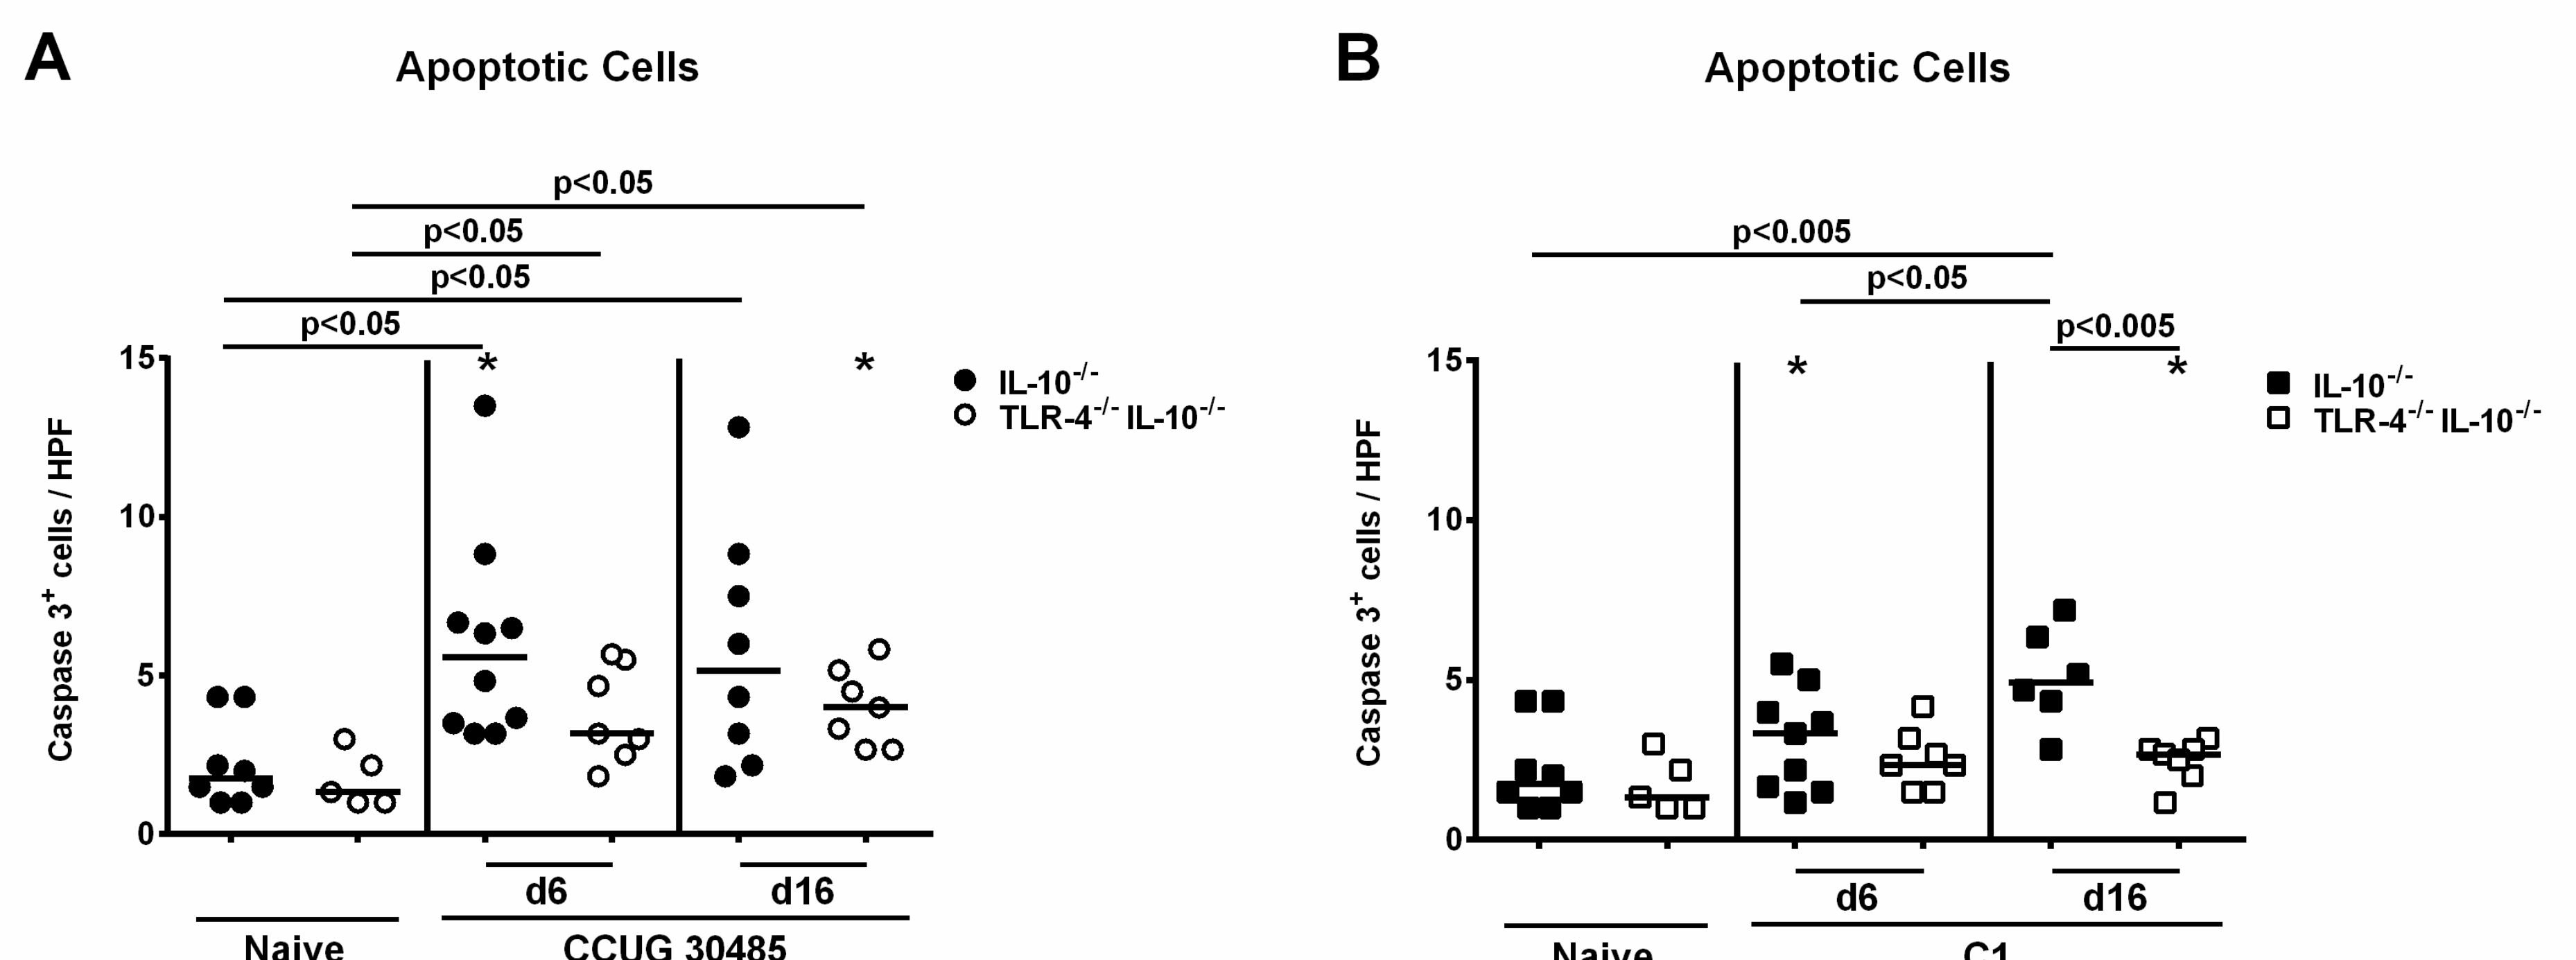 A
Apoptotic Cells
p<0.05
p<0.05
p<0.05
p<0.05
15
10
5
0
Caspase 3+ cells / HPF
*
*
IL-10-/-
TLR-4-/- IL-10-/-
d6
d16
Naive
CCUG 30485
B
Apoptotic Cells
p<0.005
p<0.05
p<0.005
15
10
5
0
Caspase 3+ cells / HPF
*
*
IL-10-/-
TLR-4-/- IL-10-/-
d6
d16
Naive
C1